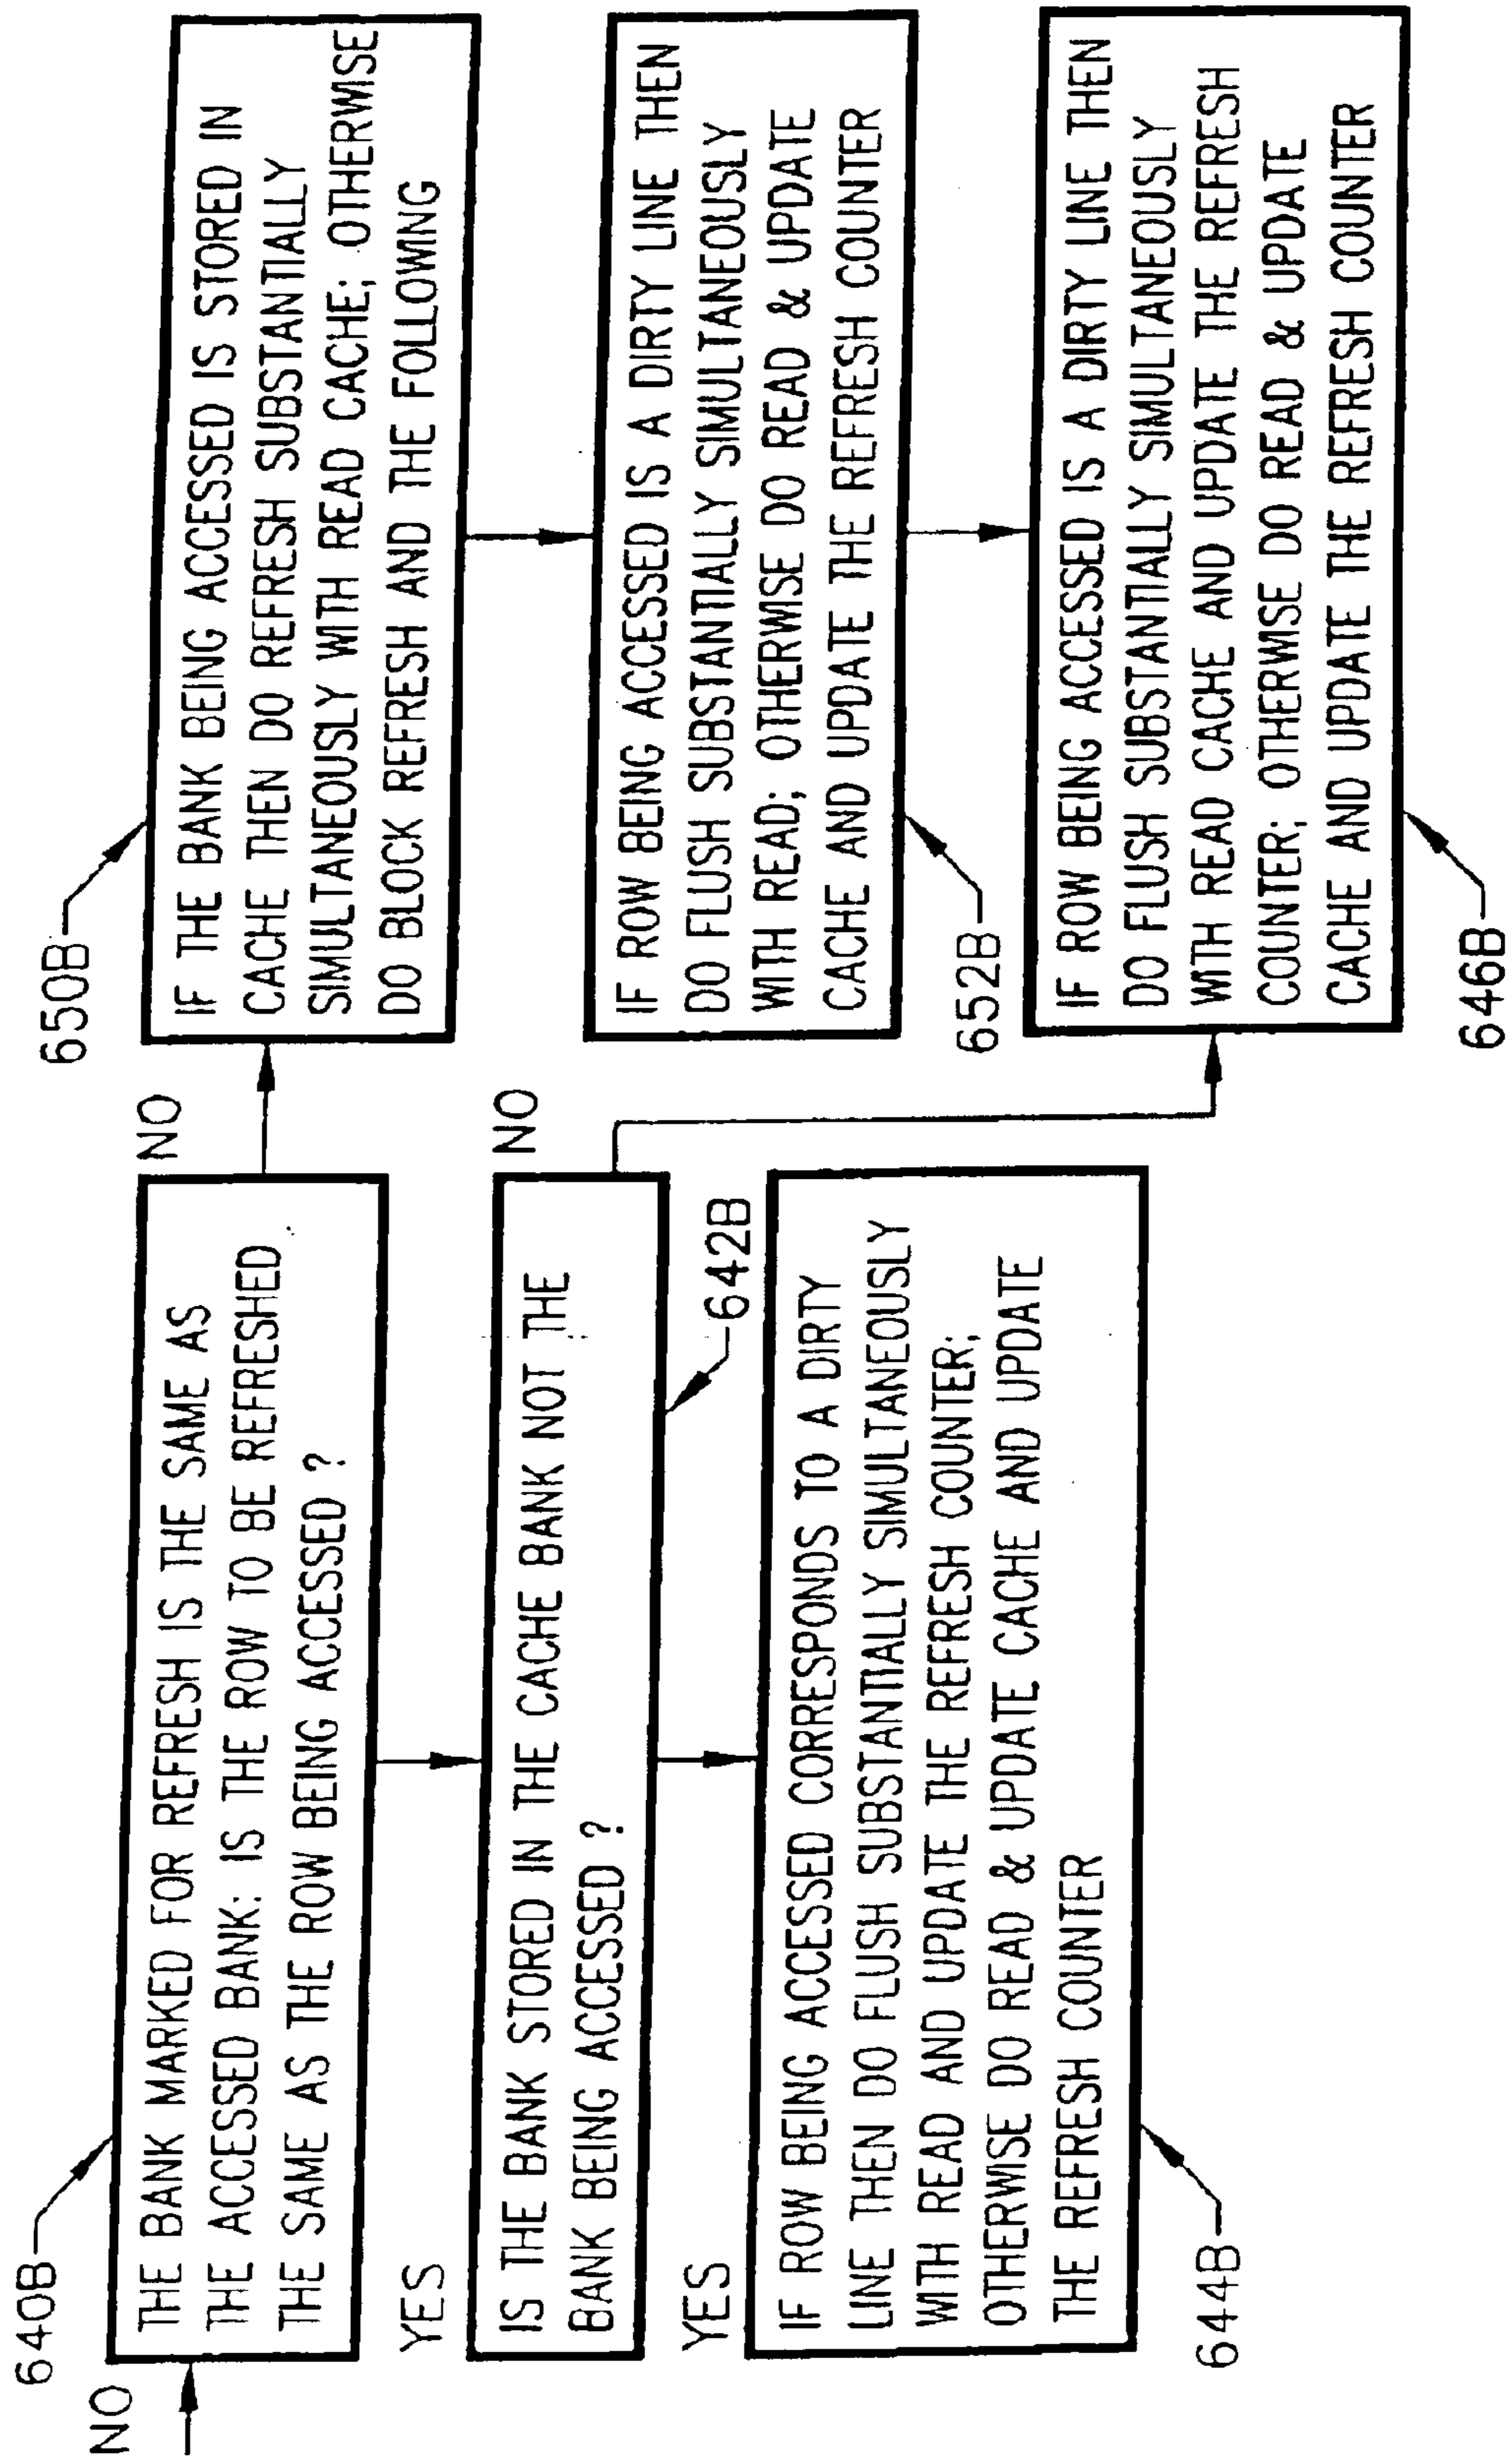 640B
NO
THE BANK MARKED FOR REFRESH IS THE SAME AS
THE ACCESSED BANK: IS THE ROW TO BE REFRESHED
THE SAME AS THE ROW BEING ACCESSED ?
NO
YES
IS THE BANK STORED IN THE CACHE BANK NOT THE
BANK BEING ACCESSED ?
NO
642B
YES
IF ROW BEING ACCESSED CORRESPONDS TO A DIRTY
LINE THEN DO FLUSH SUBSTANTIALLY SIMULTANEOUSLY
WITH READ AND UPDATE THE REFRESH COUNTER;
OTHERWISE DO READ & UPDATE CACHE AND UPDATE
THE REFRESH COUNTER
644B
650B
IF THE BANK BEING ACCESSED IS STORED IN
CACHE THEN DO REFRESH SUBSTANTIALLY
SIMULTANEOUSLY WITH READ CACHE; OTHERWISE
DO BLOCK REFRESH AND THE FOLLOWING
IF ROW BEING ACCESSED IS A DIRTY LINE THEN
DO FLUSH SUBSTANTIALLY SIMULTANEOUSLY
WITH READ; OTHERWISE DO READ & UPDATE
CACHE AND UPDATE THE REFRESH COUNTER
652B
IF ROW BEING ACCESSED IS A DIRTY LINE THEN
DO FLUSH SUBSTANTIALLY SIMULTANEOUSLY
WITH READ CACHE AND UPDATE THE REFRESH
COUNTER; OTHERWISE DO READ & UPDATE
CACHE AND UPDATE THE REFRESH COUNTER
646B